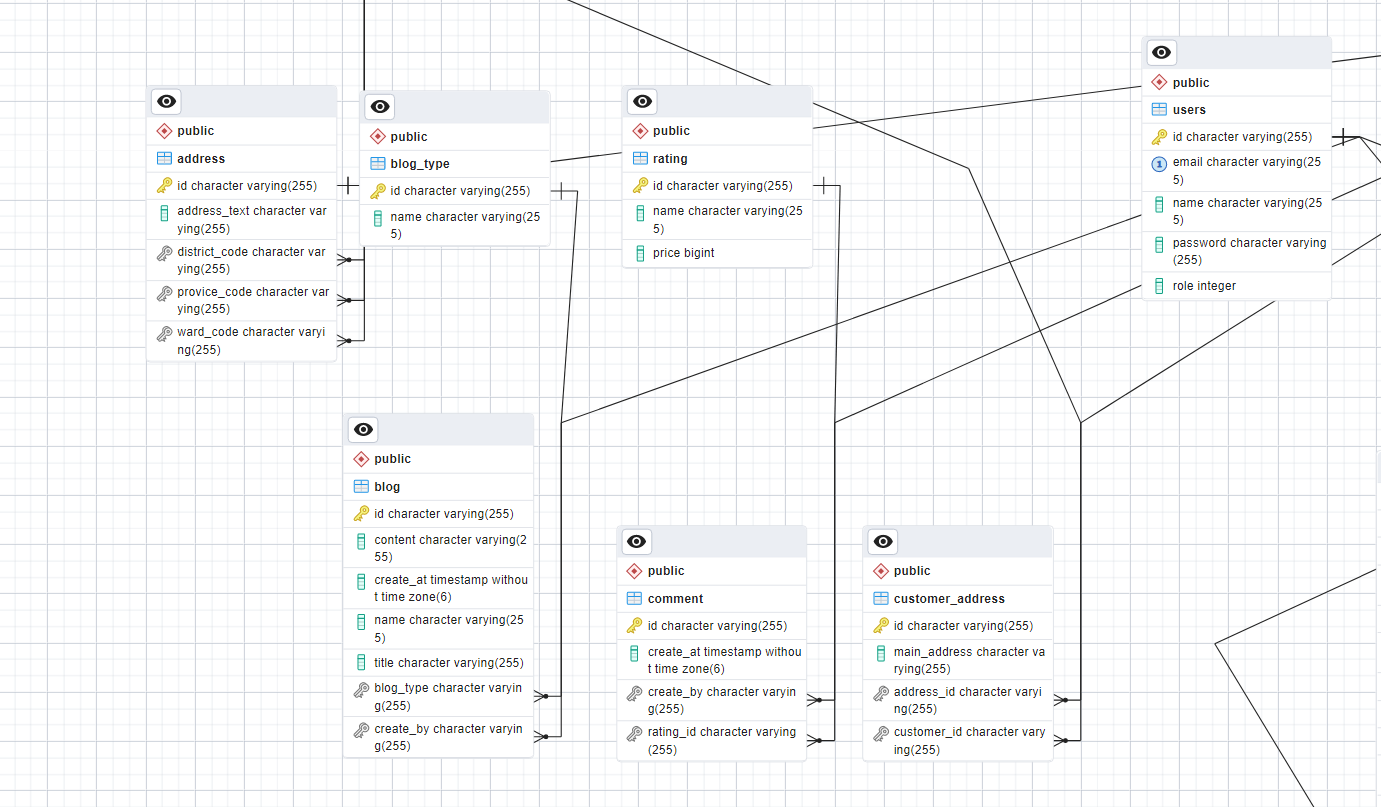 public
address
id character varying(255)
address_text character var
ying(255)
district_code character var
ying(255)
provice_code character var
ying(255)
ward_code character varyi
ng(255)
public
blog_type
id character varying(255)
name character varying(25
5)
public
rating
id character varying(255)
name character varying(25
5)
price bigint
public
users
id character varying(255)
1
email character varying(25
5)
name character varying(25
5)
password character varying
(255)
role integer
public
blog
id character varying(255)
content character varying(2
55)
create_at timestamp withou
t time zone(6)
name character varying(25
5)
title character varying(255)
blog_type character varyin
g(255)
create_by character varyin
g(255)
public
comment
id character varying(255)
create_at timestamp withou
t time zone(6)
create_by character varyin
g(255)
rating_id character varying
(255)
public
customer_address
id character varying(255)
main_address character va
rying(255)
address_id character varyi
ng(255)
customer_id character vary
ing(255)